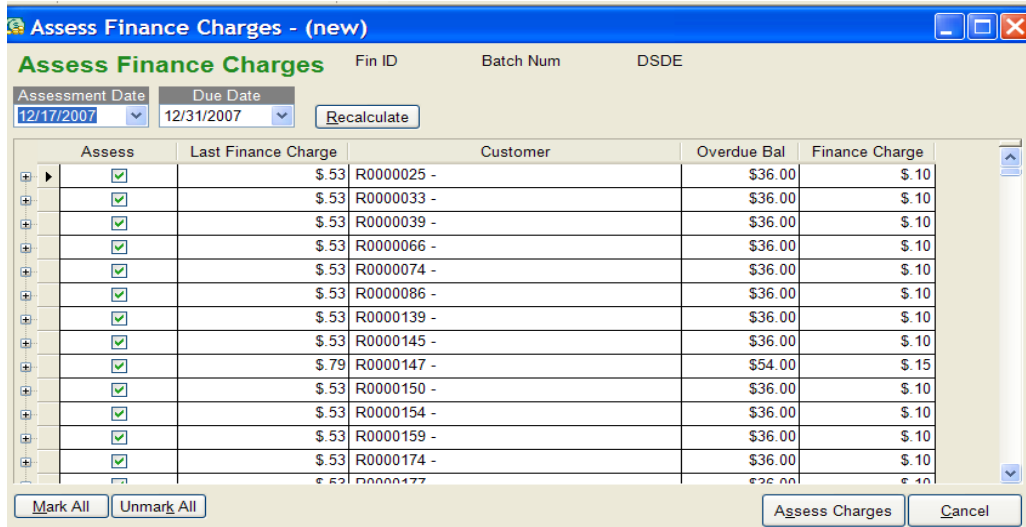 Assess Finance Charges - (new)
Assess Finance Charges Fin ID Batch Num DSDE
Assessment Date Due Date
12/17/2007 12/31/2007 Recalculate
Assess Last Finance Charge Customer Overdue Bal Finance Charge
$.53 R0000025 - $36.00 $.10
$.53 R0000033 - $36.00 $.10
$.53 R0000039 - $36.00 $.10
$.53 R0000066 - $36.00 $.10
$.53 R0000074 - $36.00 $.10
$.53 R0000086 - $36.00 $.10
$.53 R0000139 - $36.00 $.10
$.53 R0000145 - $36.00 $.10
$.79 R0000147 - $54.00 $.15
$.53 R0000150 - $36.00 $.10
$.53 R0000154 - $36.00 $.10
$.53 R0000159 - $36.00 $.10
$.53 R0000174 - $36.00 $.10
$.53 R0000177 $36.00 $.10
Mark All Unmark All Assess Charges Cancel